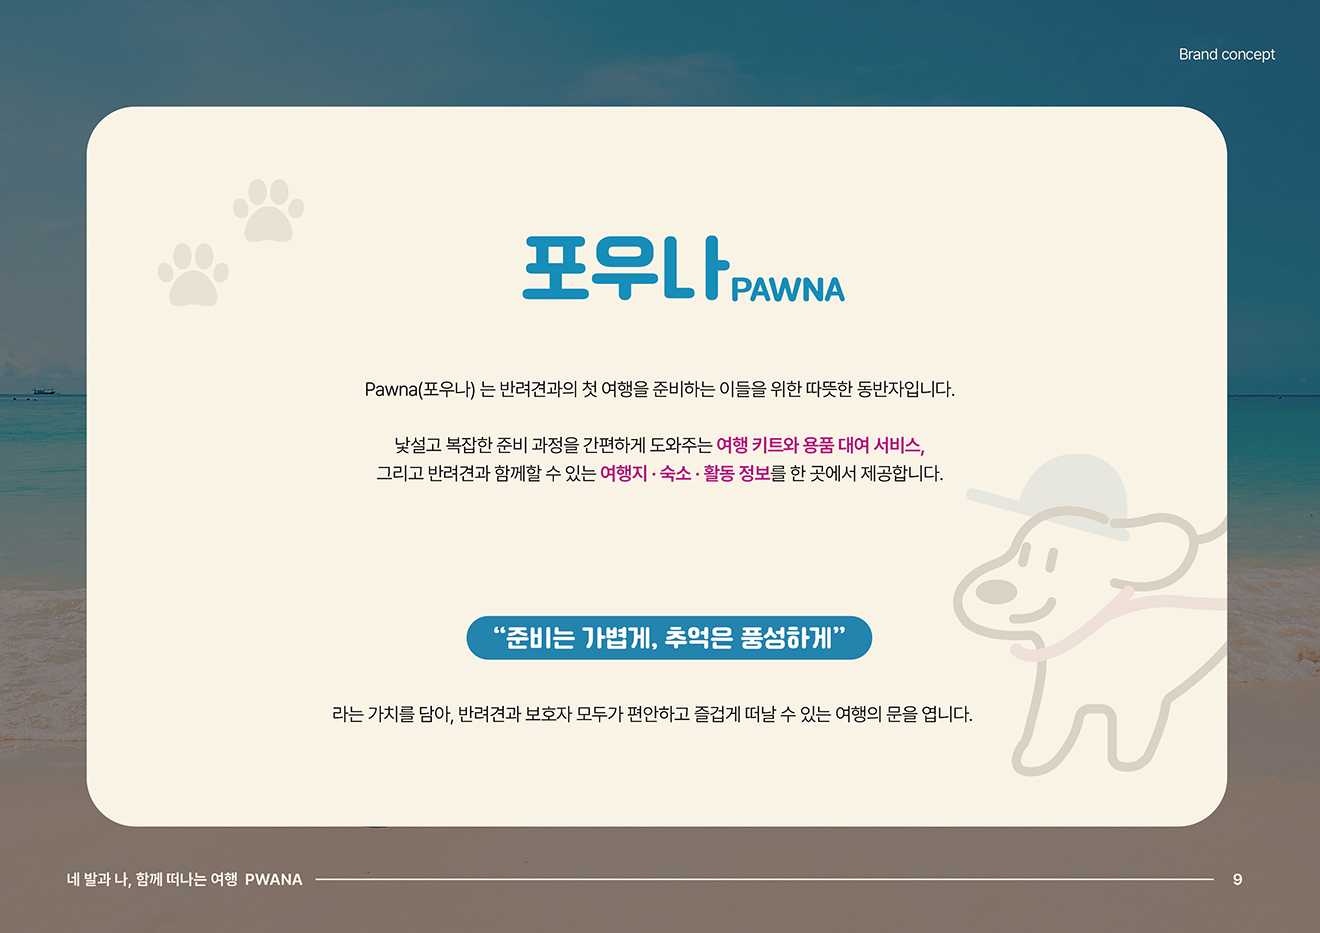 Brand concept
포우나 PAWNA
Pawna(포우나) 는 반려견과의 첫 여행을 준비하는 이들을 위한 따뜻한 동반자입니다.
낯설고 복잡한 준비 과정을 간편하게 도와주는 여행 키트와 용품 대여 서비스,
그리고 반려견과 함께할 수 있는 여행지 · 숙소 · 활동 정보를 한 곳에서 제공합니다.
“준비는 가볍게, 추억은 풍성하게”
라는 가치를 담아, 반려견과 보호자 모두가 편안하고 즐겁게 떠날 수 있는 여행의 문을 엽니다.
네 발과 나, 함께 떠나는 여행 PWANA
9